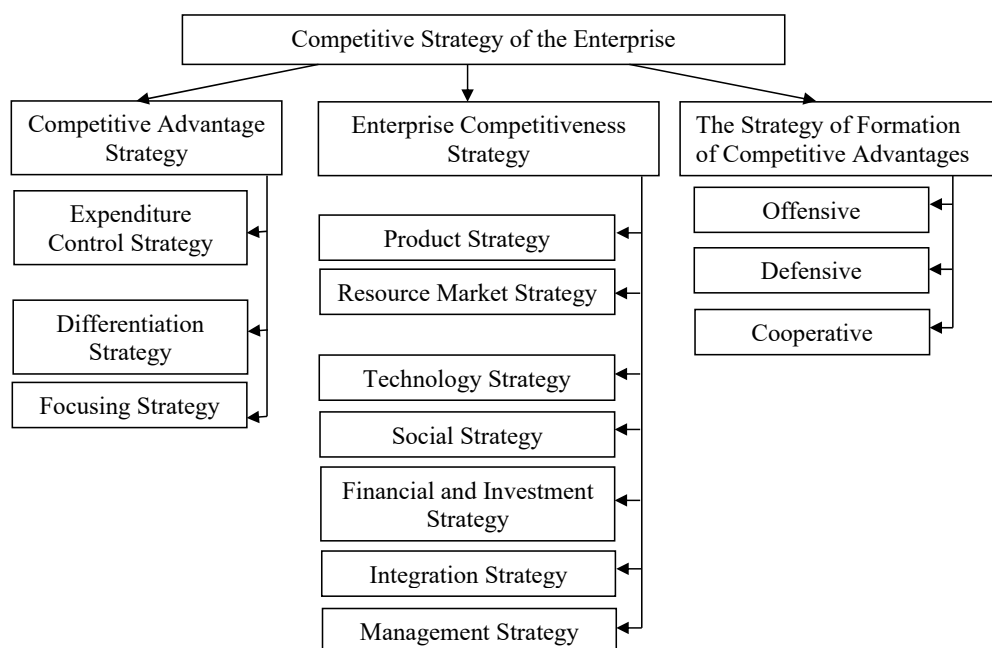 Competitive Strategy of the Enterprise
Competitive Advantage
Strategy
Expenditure
Control Strategy
Differentiation
Strategy
Focusing Strategy
Enterprise Competitiveness
Strategy
Product Strategy
Resource Market Strategy
Technology Strategy
Social Strategy
Financial and Investment
Strategy
Integration Strategy
Management Strategy
The Strategy of Formation
of Competitive Advantages
Offensive
Defensive
Cooperative